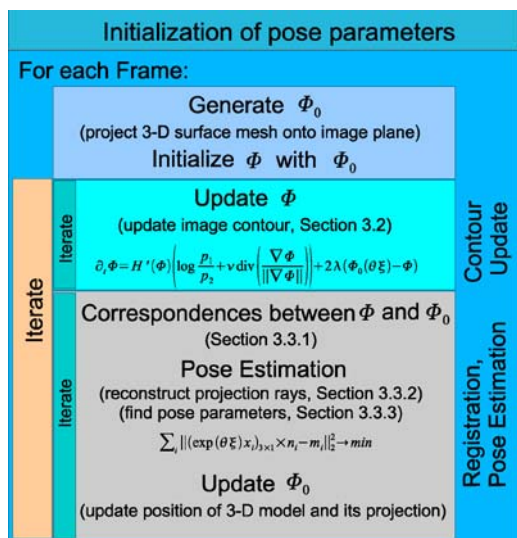 Initialization of pose parameters
For each Frame:
Generate Φ₀
(project 3-D surface mesh onto image plane)
Initialize Φ with Φ₀
Iterate
Iterate
Update Φ
(update image contour, Section 3.2)
∂ₜΦ=H'(Φ)(log p₁/p₂+ν div(∇Φ/‖∇Φ‖))+2λ(Φ₀(θξ)−Φ)
Contour
Update
Iterate
Correspondences between Φ and Φ₀
(Section 3.3.1)
Pose Estimation
(reconstruct projection rays, Section 3.3.2)
(find pose parameters, Section 3.3.3)
∑ᵢ‖(exp(θξ)xᵢ)₃ₓ₁×nᵢ−mᵢ‖₂²→min
Update Φ₀
(update position of 3-D model and its projection)
Registration,
Pose Estimation